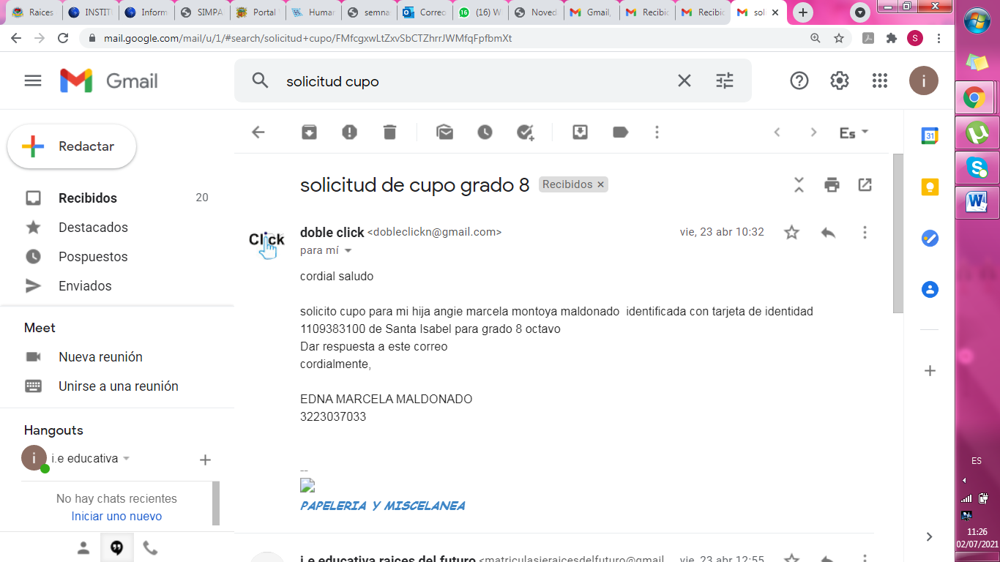 Raices
INSTIT
Inform
SIMPA
Portal
Human
semna
Correo
(16) W
Noved
Gmail,
Recibic
Recibic
sol
mail.google.com/mail/u/1/#search/solicitud+cupo/FMfcgxwLtZxvSbCTZhrrJWMfqFpfbmXt
S
Gmail
solicitud cupo
i
Redactar
Es
31
Recibidos 20
Destacados
Pospuestos
Enviados
Meet
Nueva reunión
Unirse a una reunión
Hangouts
i i.e educativa
No hay chats recientes
Iniciar uno nuevo
solicitud de cupo grado 8 Recibidos ×
Click
doble click <dobleclickn@gmail.com> vie, 23 abr 10:32
para mí
cordial saludo
solicito cupo para mi hija angie marcela montoya maldonado identificada con tarjeta de identidad
1109383100 de Santa Isabel para grado 8 octavo
Dar respuesta a este correo
cordialmente,
EDNA MARCELA MALDONADO
3223037033
--
PAPELERIA Y MISCELANEA
i.e educativa raices del futuro <matriculasieraicesdelfuturo@gmail. vie, 23 abr 12:55
ES
11:26
02/07/2021